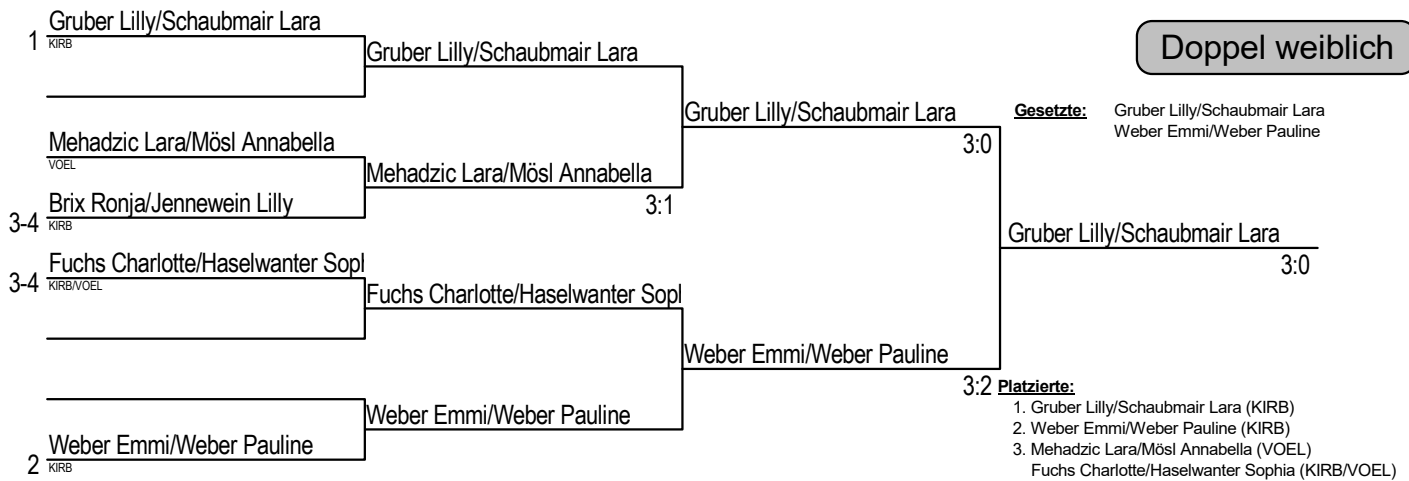 Doppel weiblich
1 Gruber Lilly/Schaubmair Lara
KIRB
Gruber Lilly/Schaubmair Lara
Gruber Lilly/Schaubmair Lara
3:0
Gesetzte: Gruber Lilly/Schaubmair Lara
Weber Emmi/Weber Pauline
Mehadzic Lara/Mösl Annabella
VOEL
Mehadzic Lara/Mösl Annabella
3:1
3-4 Brix Ronja/Jennewein Lilly
KIRB
Gruber Lilly/Schaubmair Lara
3:0
3-4 Fuchs Charlotte/Haselwanter Sopl
KIRB/VOEL
Fuchs Charlotte/Haselwanter Sopl
Weber Emmi/Weber Pauline
3:2
Weber Emmi/Weber Pauline
2 Weber Emmi/Weber Pauline
KIRB
Platzierte:
1. Gruber Lilly/Schaubmair Lara (KIRB)
2. Weber Emmi/Weber Pauline (KIRB)
3. Mehadzic Lara/Mösl Annabella (VOEL)
Fuchs Charlotte/Haselwanter Sophia (KIRB/VOEL)